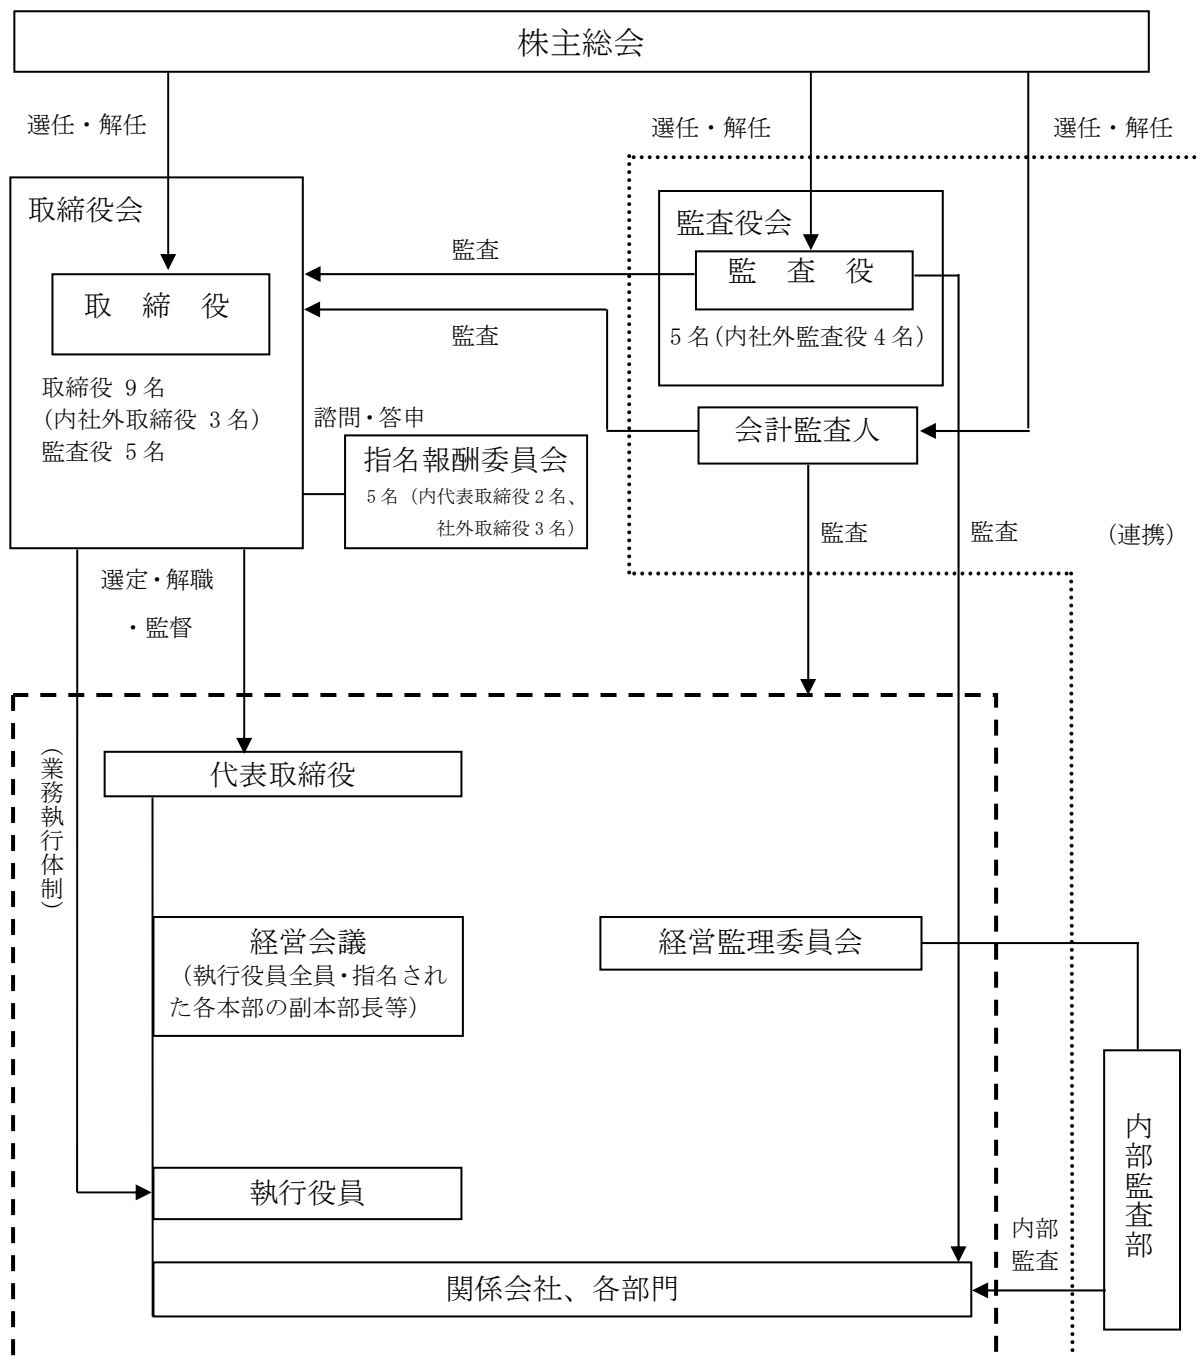 株主総会
選任・解任
選任・解任
選任・解任
取締役会
監査役会
監査
取 締 役
監 査 役
監査
5名(内社外監査役4名)
取締役 9名
(内社外取締役 3名)
監査役 5名
諮問・答申
会計監査人
指名報酬委員会
5名(内代表取締役2名、
社外取締役3名)
監査
監査
(連携)
選定・解職
・監督
(業務執行体制)
代表取締役
経営会議
(執行役員全員・指名され
た各本部の副本部長等)
経営監理委員会
内部監査部
執行役員
内部
監査
関係会社、各部門